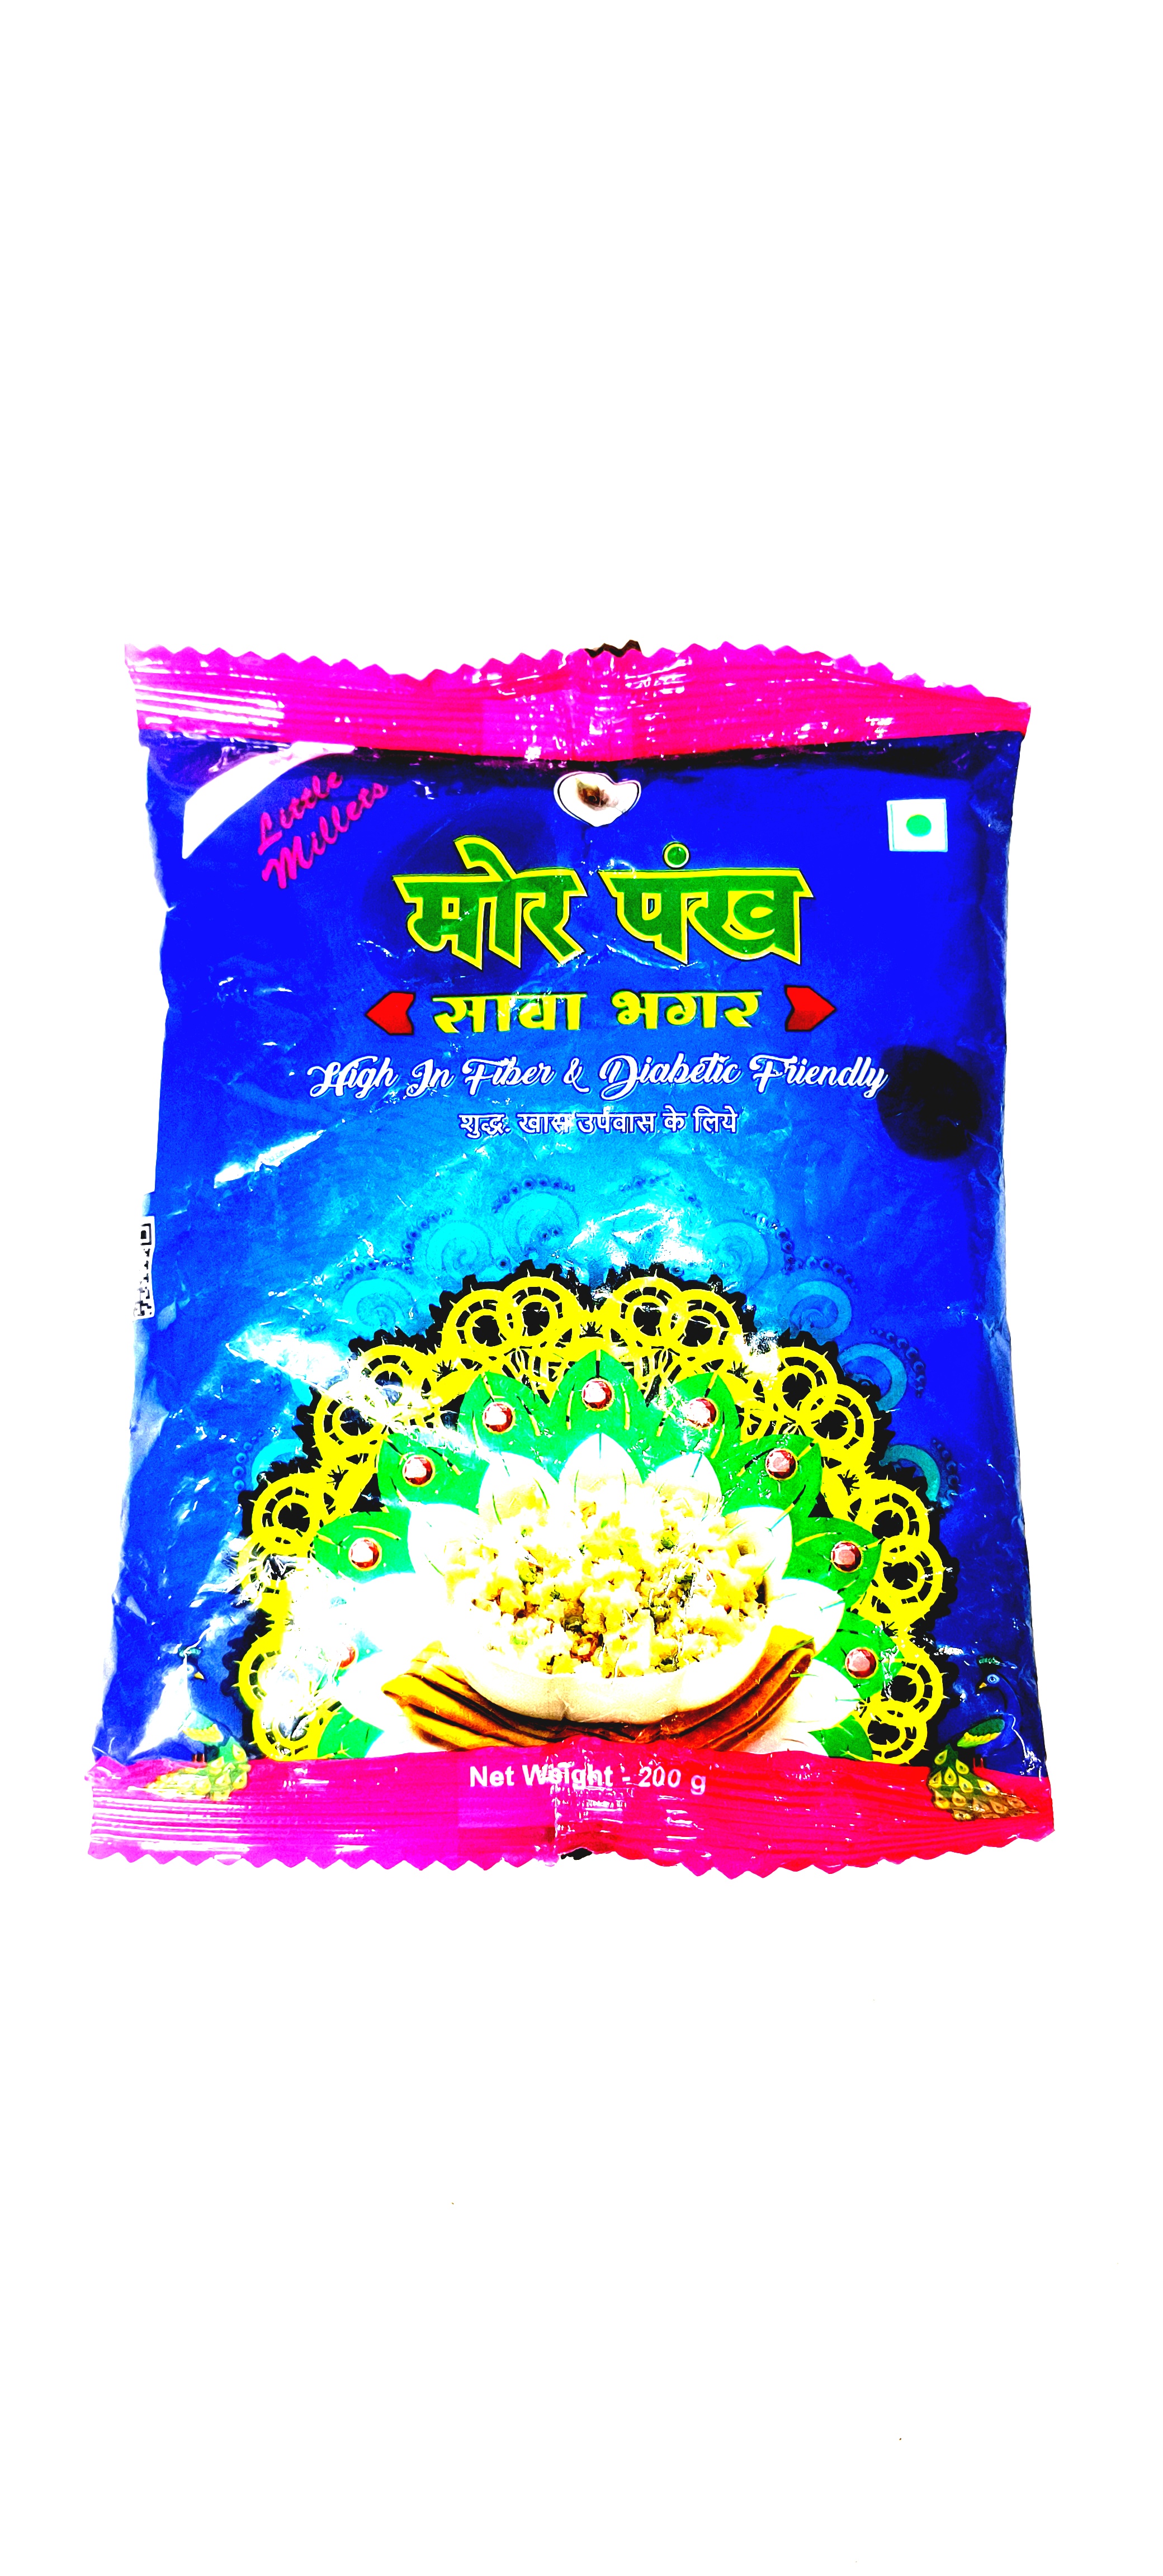 Little
Millets
मोर पंख
सावा भगर
High In Fiber & Diabetic Friendly
शुद्ध: खास उपवास के लिये
Net Weight - 200 g